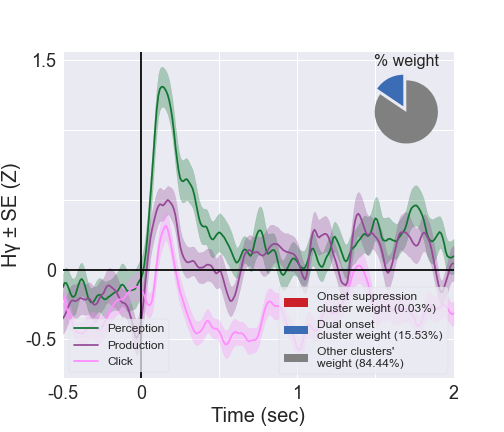 % weight
1.5
0
-0.5
Hγ ± SE (Z)
Onset suppression
cluster weight (0.03%)
Dual onset
cluster weight (15.53%)
Other clusters'
weight (84.44%)
Perception
Production
Click
-0.5
0
1
2
Time (sec)